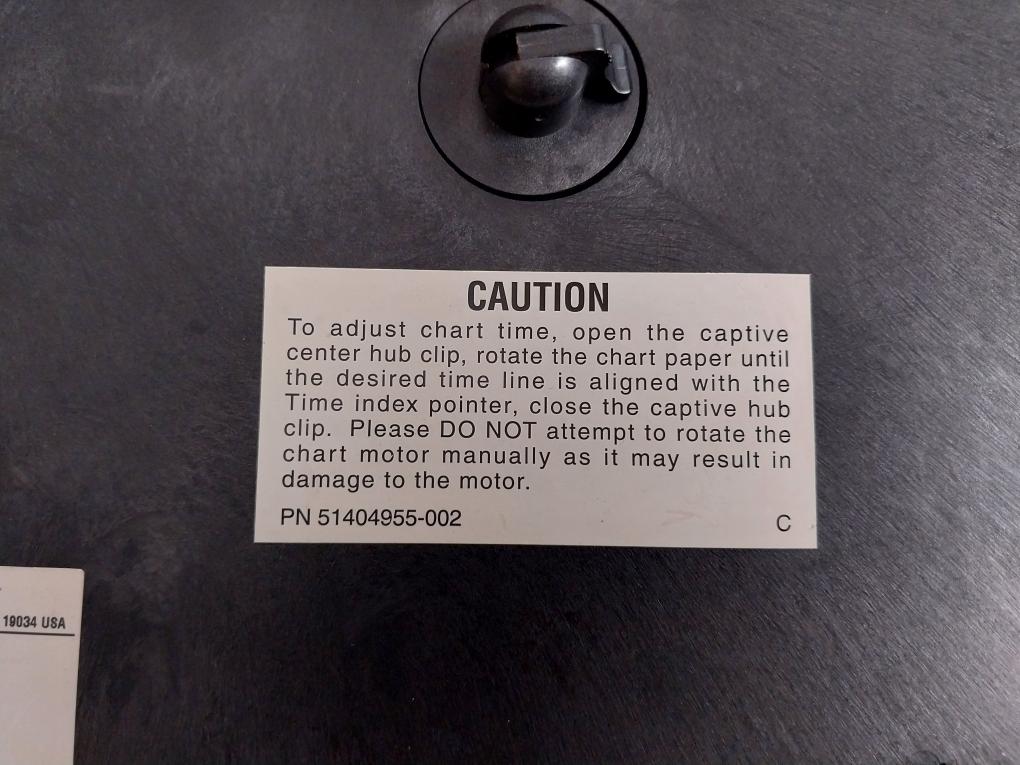 CAUTION
To adjust chart time, open the captive
center hub clip, rotate the chart paper until
the desired time line is aligned with the
Time index pointer, close the captive hub
clip. Please DO NOT attempt to rotate the
chart motor manually as it may result in
damage to the motor.
PN 51404955-002
C
19034 USA